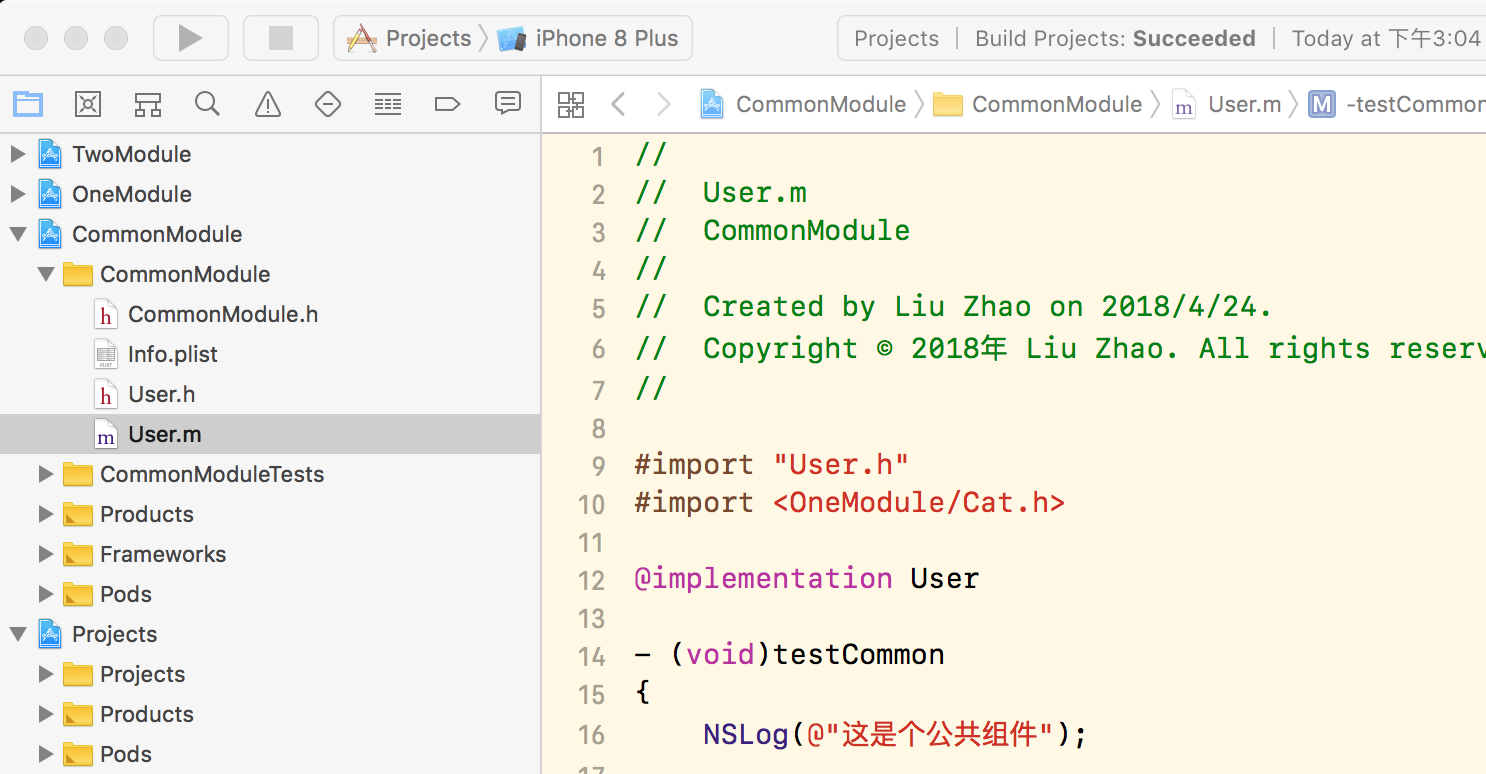 Projects iPhone 8 Plus Projects | Build Projects: Succeeded | Today at 下午3:04
CommonModule CommonModule m User.m M -testCommon
TwoModule
OneModule
CommonModule
CommonModule
h CommonModule.h
Info.plist
h User.h
m User.m
CommonModuleTests
Products
Frameworks
Pods
Projects
Projects
Products
Pods
1 //
2 //  User.m
3 //  CommonModule
4 //
5 //  Created by Liu Zhao on 2018/4/24.
6 //  Copyright © 2018年 Liu Zhao. All rights reserv
7 //
8
9 #import "User.h"
10 #import <OneModule/Cat.h>
11
12 @implementation User
13
14 - (void)testCommon
15 {
16     NSLog(@"这是个公共组件");
17